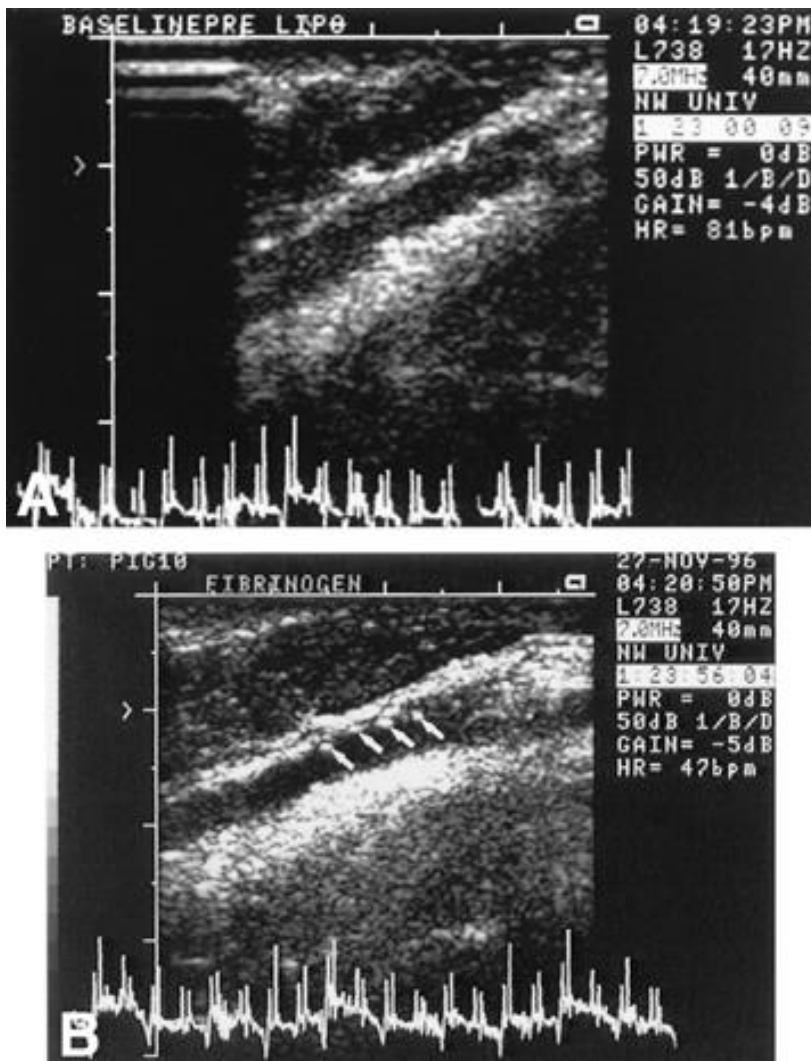 BASELINEPRE LIPO
04:19:23PM
L738 17HZ
7.0MHz 40mm
NW UNIV
1 23 00 09
PWR = 0dB
50dB 1/B/D
GAIN= -4dB
HR= 81bpm
A
PT: PIG10
27-NOV-96
FIBRINOGEN
04:20:50PM
L738 17HZ
7.0MHz 40mm
NW UNIV
1:23:56:04
PWR = 0dB
50dB 1/B/D
GAIN= -5dB
HR= 47bpm
B